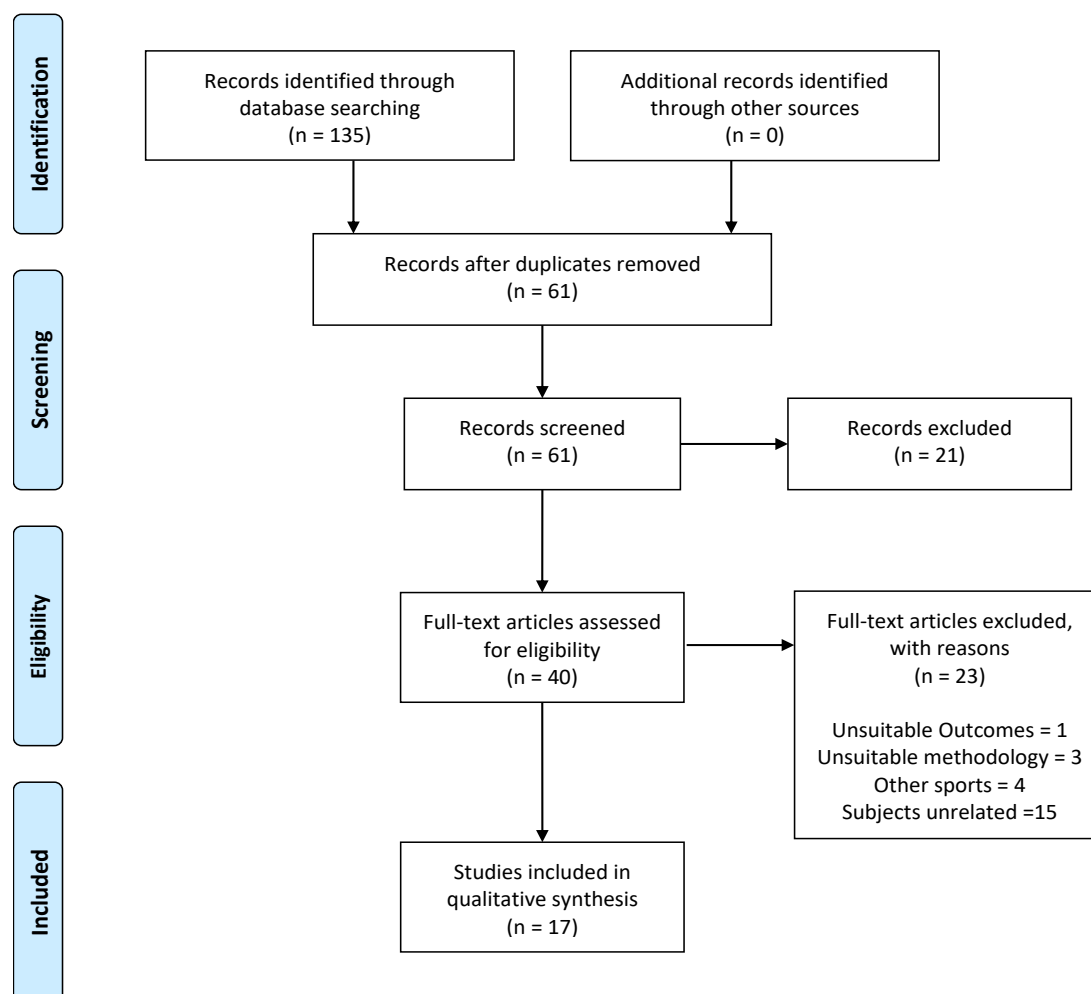 Identification
Records identified through
database searching
(n = 135)
Additional records identified
through other sources
(n = 0)
Records after duplicates removed
(n = 61)
Screening
Records screened
(n = 61)
Records excluded
(n = 21)
Eligibility
Full-text articles assessed
for eligibility
(n = 40)
Full-text articles excluded,
with reasons
(n = 23)
Unsuitable Outcomes = 1
Unsuitable methodology = 3
Other sports = 4
Subjects unrelated =15
Included
Studies included in
qualitative synthesis
(n = 17)